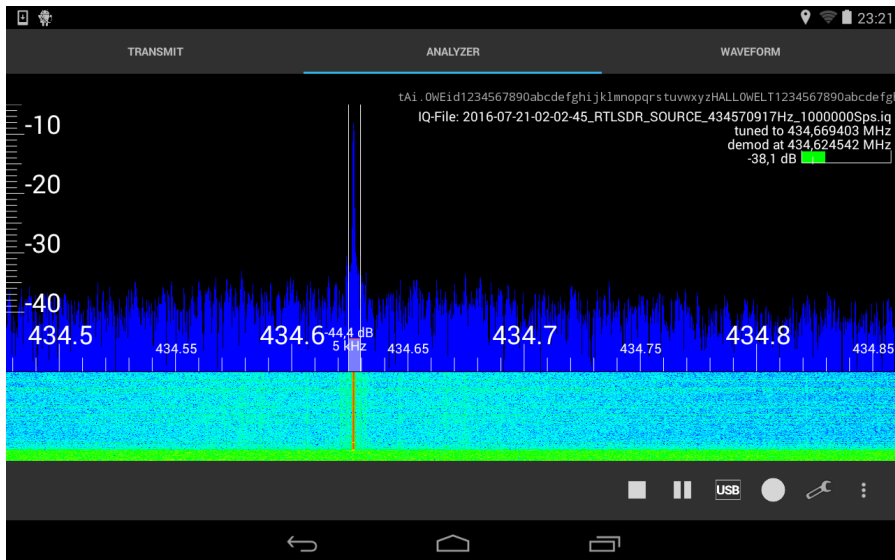 23:21
TRANSMIT ANALYZER WAVEFORM
tAi.OWEid1234567890abcdefghijklmnopqrstuvwxyzHALLOWELT1234567890abcdefgh
IQ-File: 2016-07-21-02-02-45_RTLSDR_SOURCE_434570917Hz_1000000Sps.iq
tuned to 434,669403 MHz
demod at 434,624542 MHz
-38,1 dB
-10
-20
-30
-40
434.5 434.6 -44,4 dB 434.7 434.8
434.55 5 kHz 434.65 434.75 434.85
USB